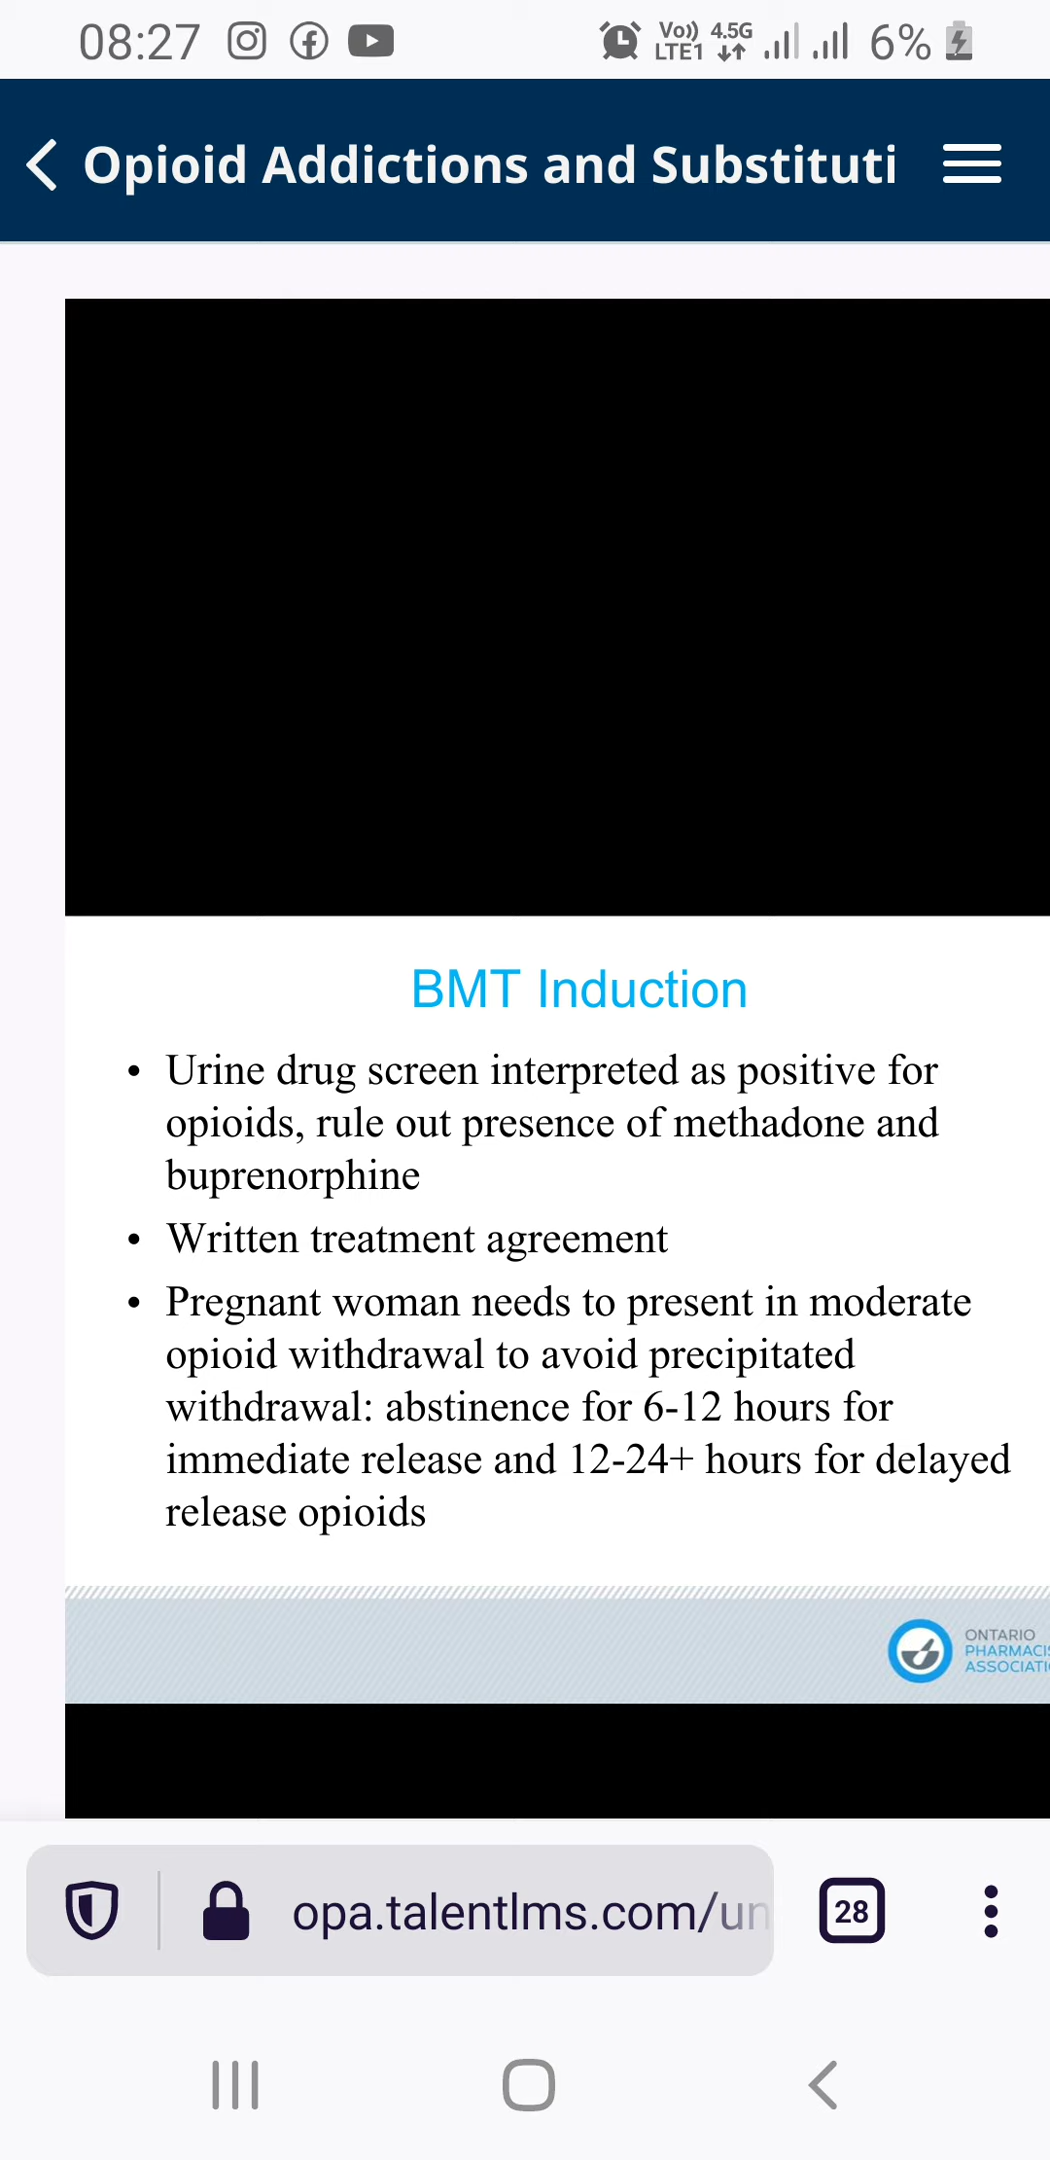 08:27 Vo)) LTE1 4.5G 6%
Opioid Addictions and Substituti
BMT Induction
• Urine drug screen interpreted as positive for
opioids, rule out presence of methadone and
buprenorphine
• Written treatment agreement
• Pregnant woman needs to present in moderate
opioid withdrawal to avoid precipitated
withdrawal: abstinence for 6-12 hours for
immediate release and 12-24+ hours for delayed
release opioids
ONTARIO
PHARMACIS
ASSOCIATI
opa.talentlms.com/un 28